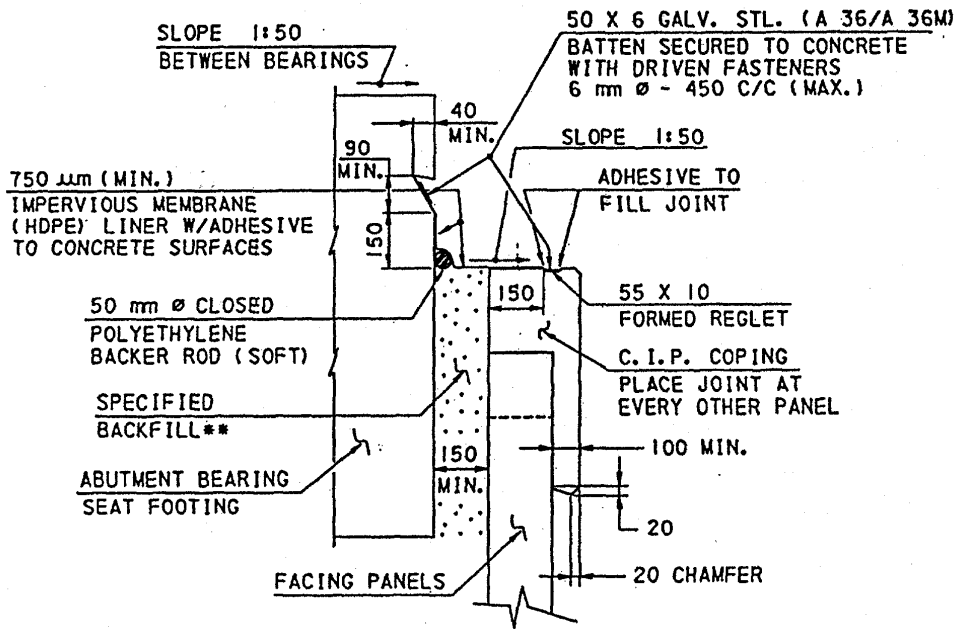 SLOPE 1:50
BETWEEN BEARINGS
50 X 6 GALV. STL. (A 36/A 36M)
BATTEN SECURED TO CONCRETE
WITH DRIVEN FASTENERS
6 mm Ø - 450 C/C (MAX.)
40
MIN.
SLOPE 1:50
90
MIN.
750 µm (MIN.)
IMPERVIOUS MEMBRANE
(HDPE) LINER W/ADHESIVE
TO CONCRETE SURFACES
ADHESIVE TO
FILL JOINT
150
150
50 mm Ø CLOSED
POLYETHYLENE
BACKER ROD (SOFT)
55 X 10
FORMED REGLET
C.I.P. COPING
PLACE JOINT AT
EVERY OTHER PANEL
SPECIFIED
BACKFILL**
150
MIN.
100 MIN.
ABUTMENT BEARING
SEAT FOOTING
20
FACING PANELS
20 CHAMFER